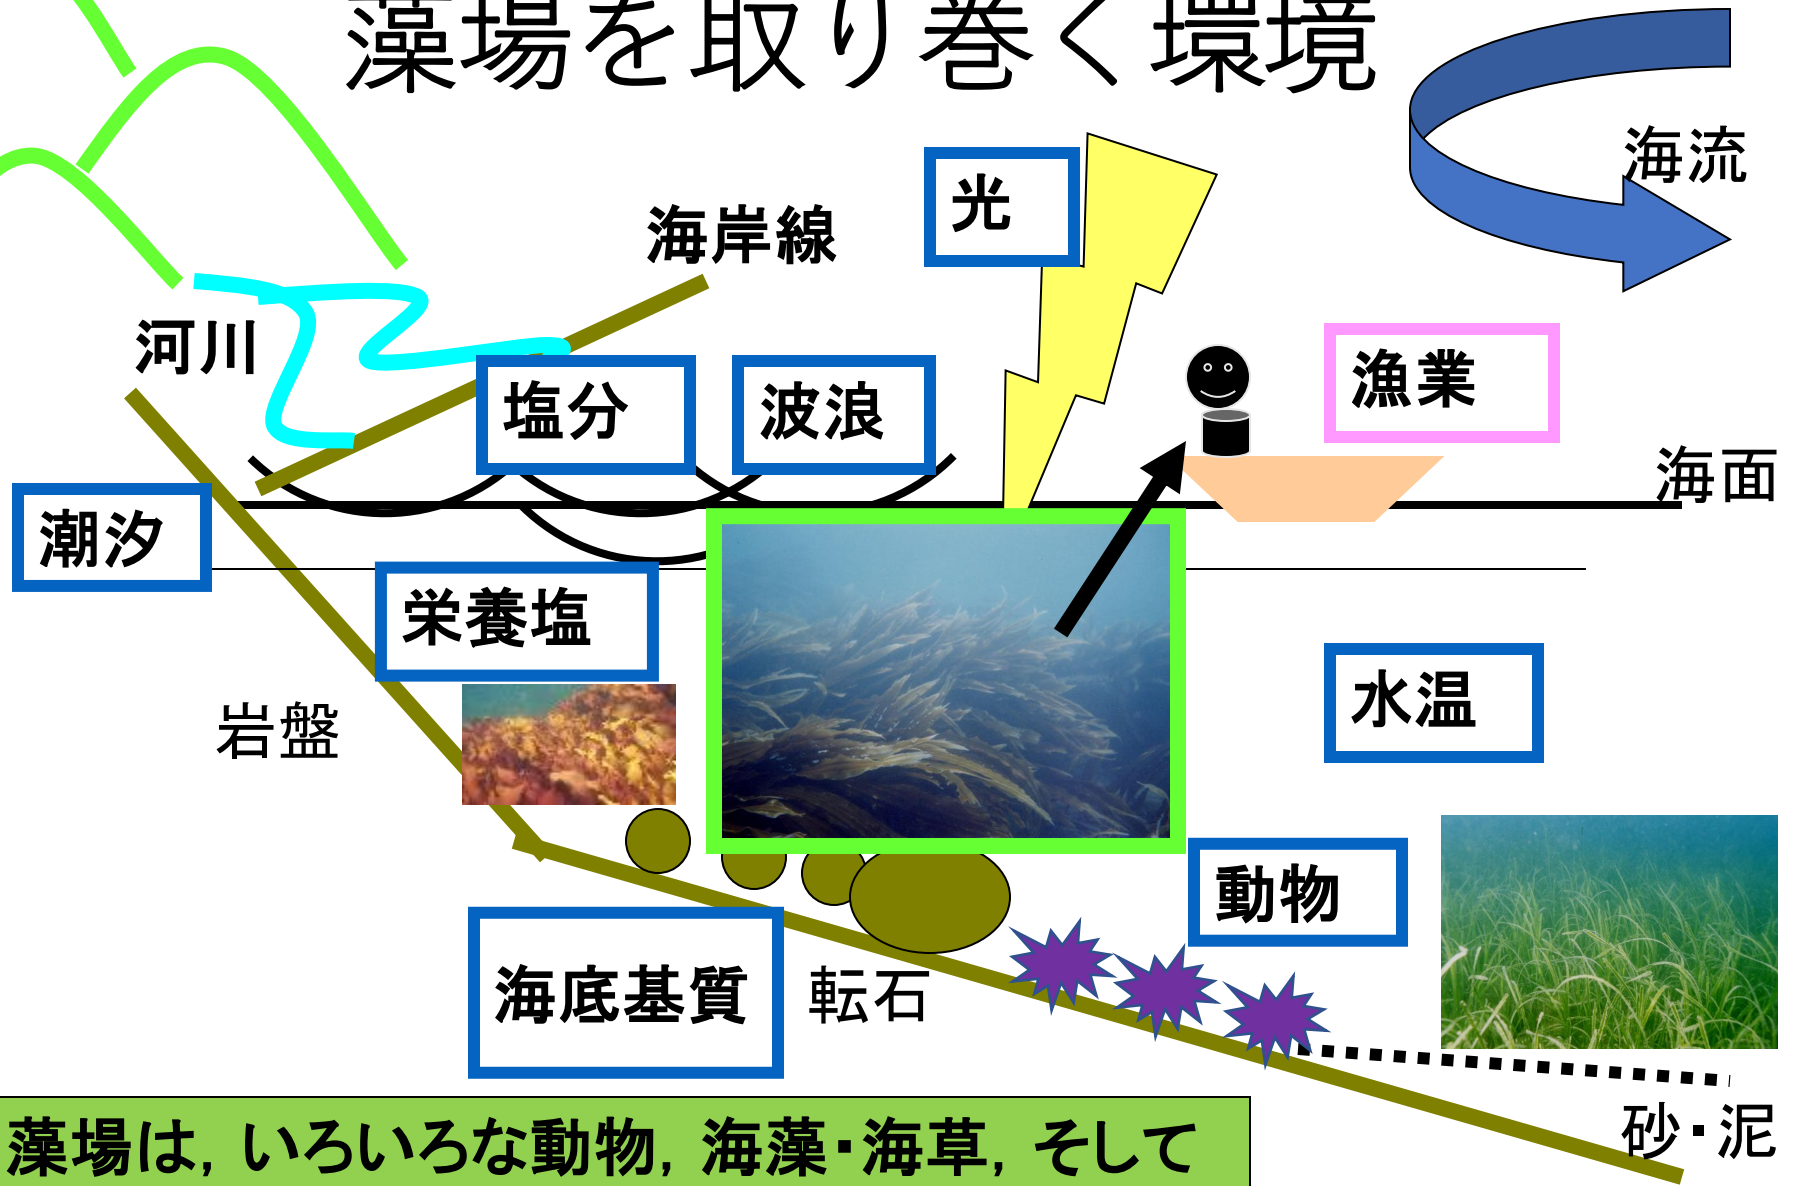 藻場を取り巻く環境
海流
光
海岸線
河川
漁業
塩分
波浪
海面
潮汐
栄養塩
水温
岩盤
動物
海底基質
転石
砂・泥
藻場は，いろいろな動物，海藻・海草，そして